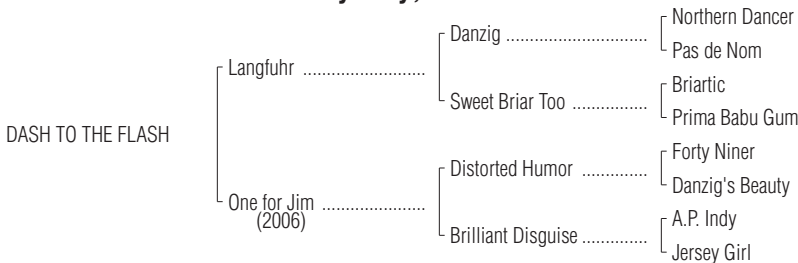 Northern Dancer
Danzig
Pas de Nom
Langfuhr
Briartic
Sweet Briar Too
Prima Babu Gum
DASH TO THE FLASH
Forty Niner
Distorted Humor
Danzig's Beauty
One for Jim
(2006)
A.P. Indy
Brilliant Disguise
Jersey Girl